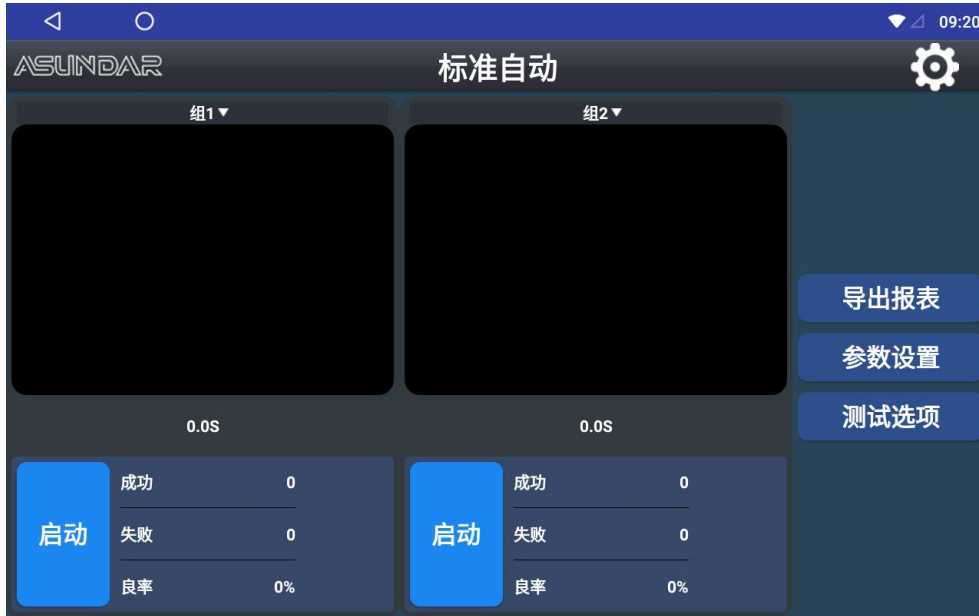 09:20
ASUNDAR
标准自动
组1▼
组2▼
导出报表
参数设置
测试选项
0.0S
0.0S
启动
成功 0
失败 0
良率 0%
启动
成功 0
失败 0
良率 0%